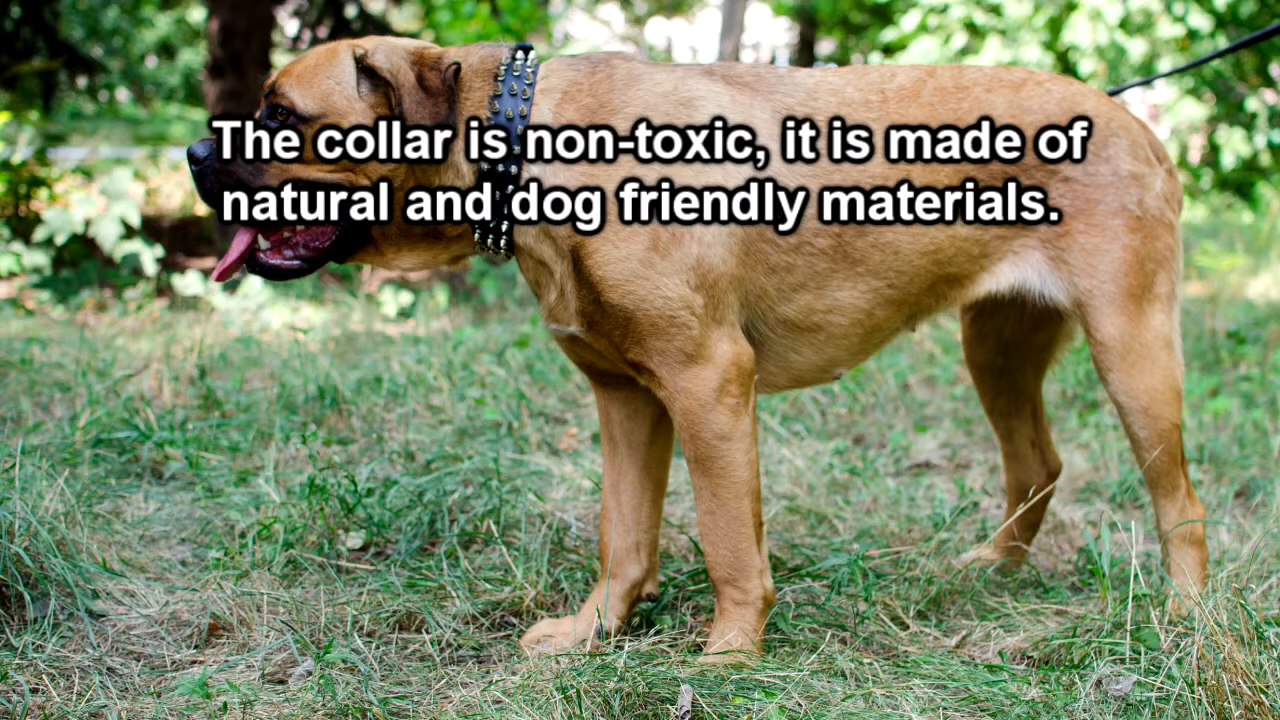 The collar is non-toxic, it is made of
natural and dog friendly materials.